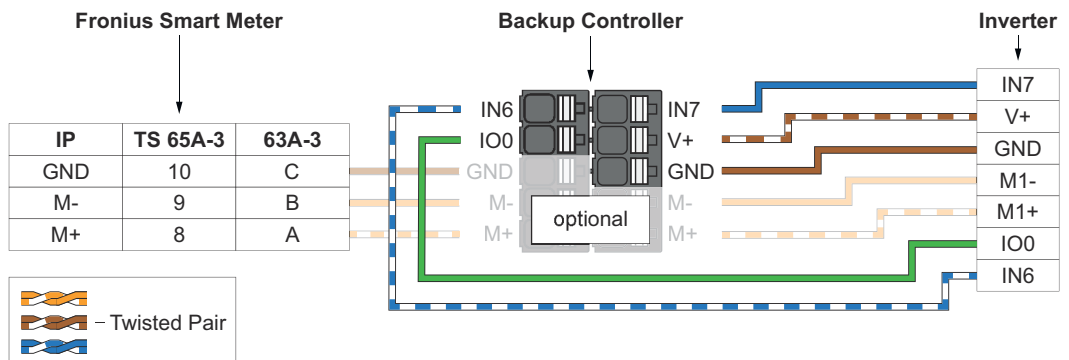 Fronius Smart Meter
Backup Controller
Inverter
IP TS 65A-3 63A-3
GND 10 C
M- 9 B
M+ 8 A
IN6 IN7
IO0 V+
GND GND
M- M-
M+ M+
optional
IN7
V+
GND
M1-
M1+
IO0
IN6
– Twisted Pair